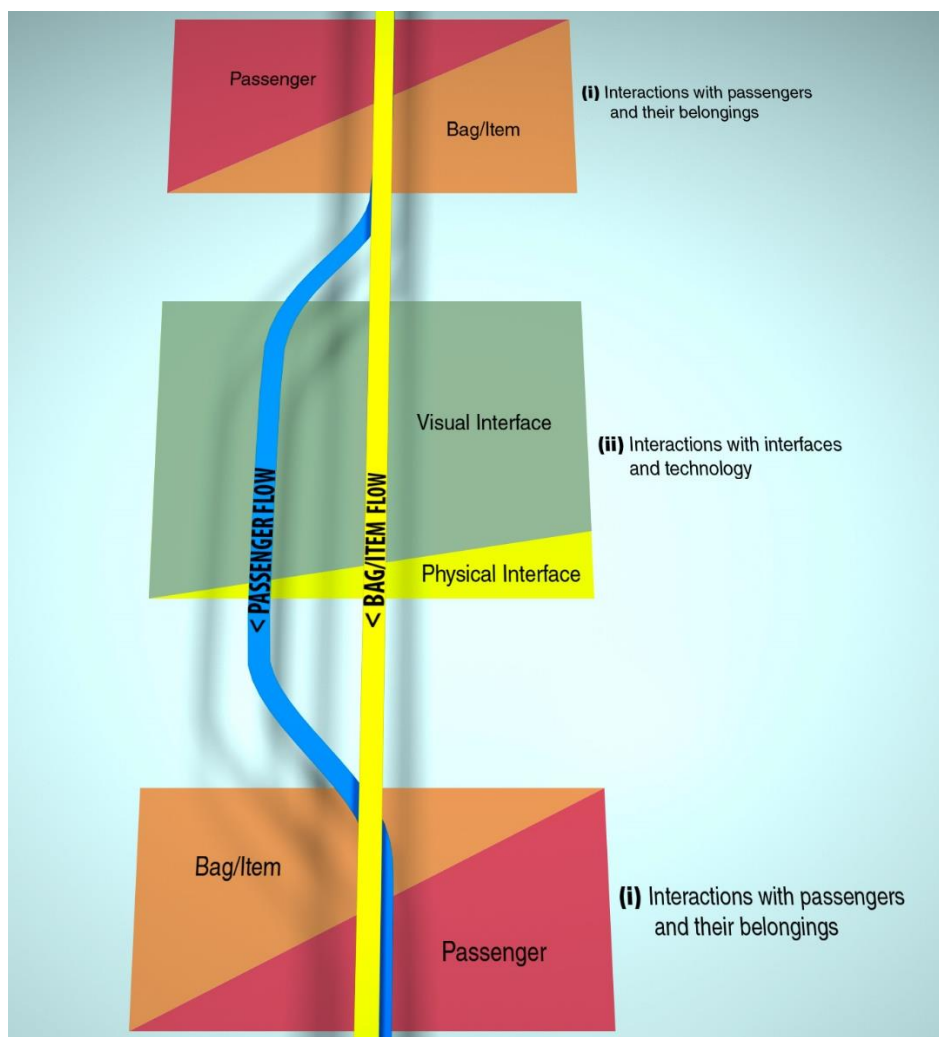 Passenger
(i) Interactions with passengers
and their belongings
Bag/Item
Visual Interface
(ii) Interactions with interfaces
and technology
< PASSENGER FLOW
< BAG/ITEM FLOW
Physical Interface
Bag/Item
(i) Interactions with passengers
and their belongings
Passenger